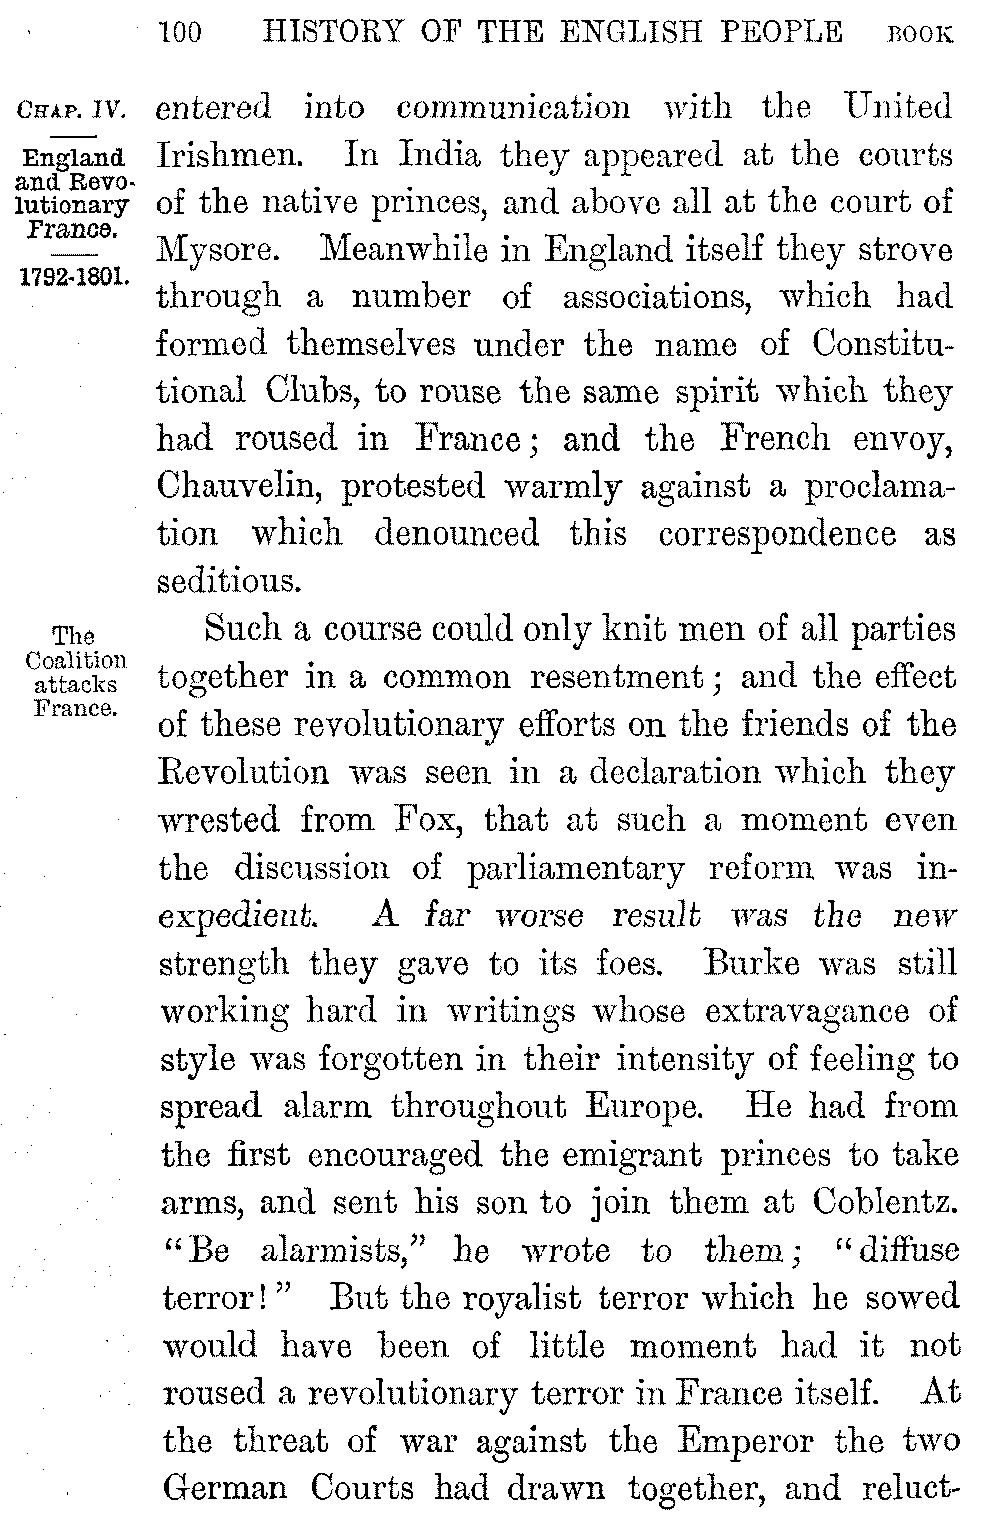 100 HISTORY OF THE ENGLISH PEOPLE BOOK
CHAP. IV.
England
and Revo-
lutionary
France.
1792-1801.
entered into communication with the United
Irishmen. In India they appeared at the courts
of the native princes, and above all at the court of
Mysore. Meanwhile in England itself they strove
through a number of associations, which had
formed themselves under the name of Constitu-
tional Clubs, to rouse the same spirit which they
had roused in France; and the French envoy,
Chauvelin, protested warmly against a proclama-
tion which denounced this correspondence as
seditious.
The
Coalition
attacks
France.
Such a course could only knit men of all parties
together in a common resentment; and the effect
of these revolutionary efforts on the friends of the
Revolution was seen in a declaration which they
wrested from Fox, that at such a moment even
the discussion of parliamentary reform was in-
expedient. A far worse result was the new
strength they gave to its foes. Burke was still
working hard in writings whose extravagance of
style was forgotten in their intensity of feeling to
spread alarm throughout Europe. He had from
the first encouraged the emigrant princes to take
arms, and sent his son to join them at Coblentz.
"Be alarmists," he wrote to them; "diffuse
terror!" But the royalist terror which he sowed
would have been of little moment had it not
roused a revolutionary terror in France itself. At
the threat of war against the Emperor the two
German Courts had drawn together, and reluct-